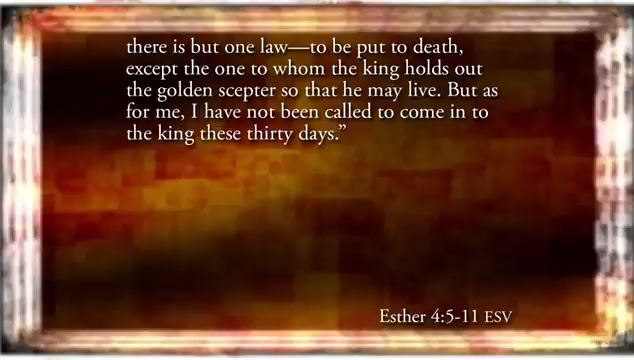 there is but one law—to be put to death,
except the one to whom the king holds out
the golden scepter so that he may live. But as
for me, I have not been called to come in to
the king these thirty days.”
Esther 4:5-11 ESV